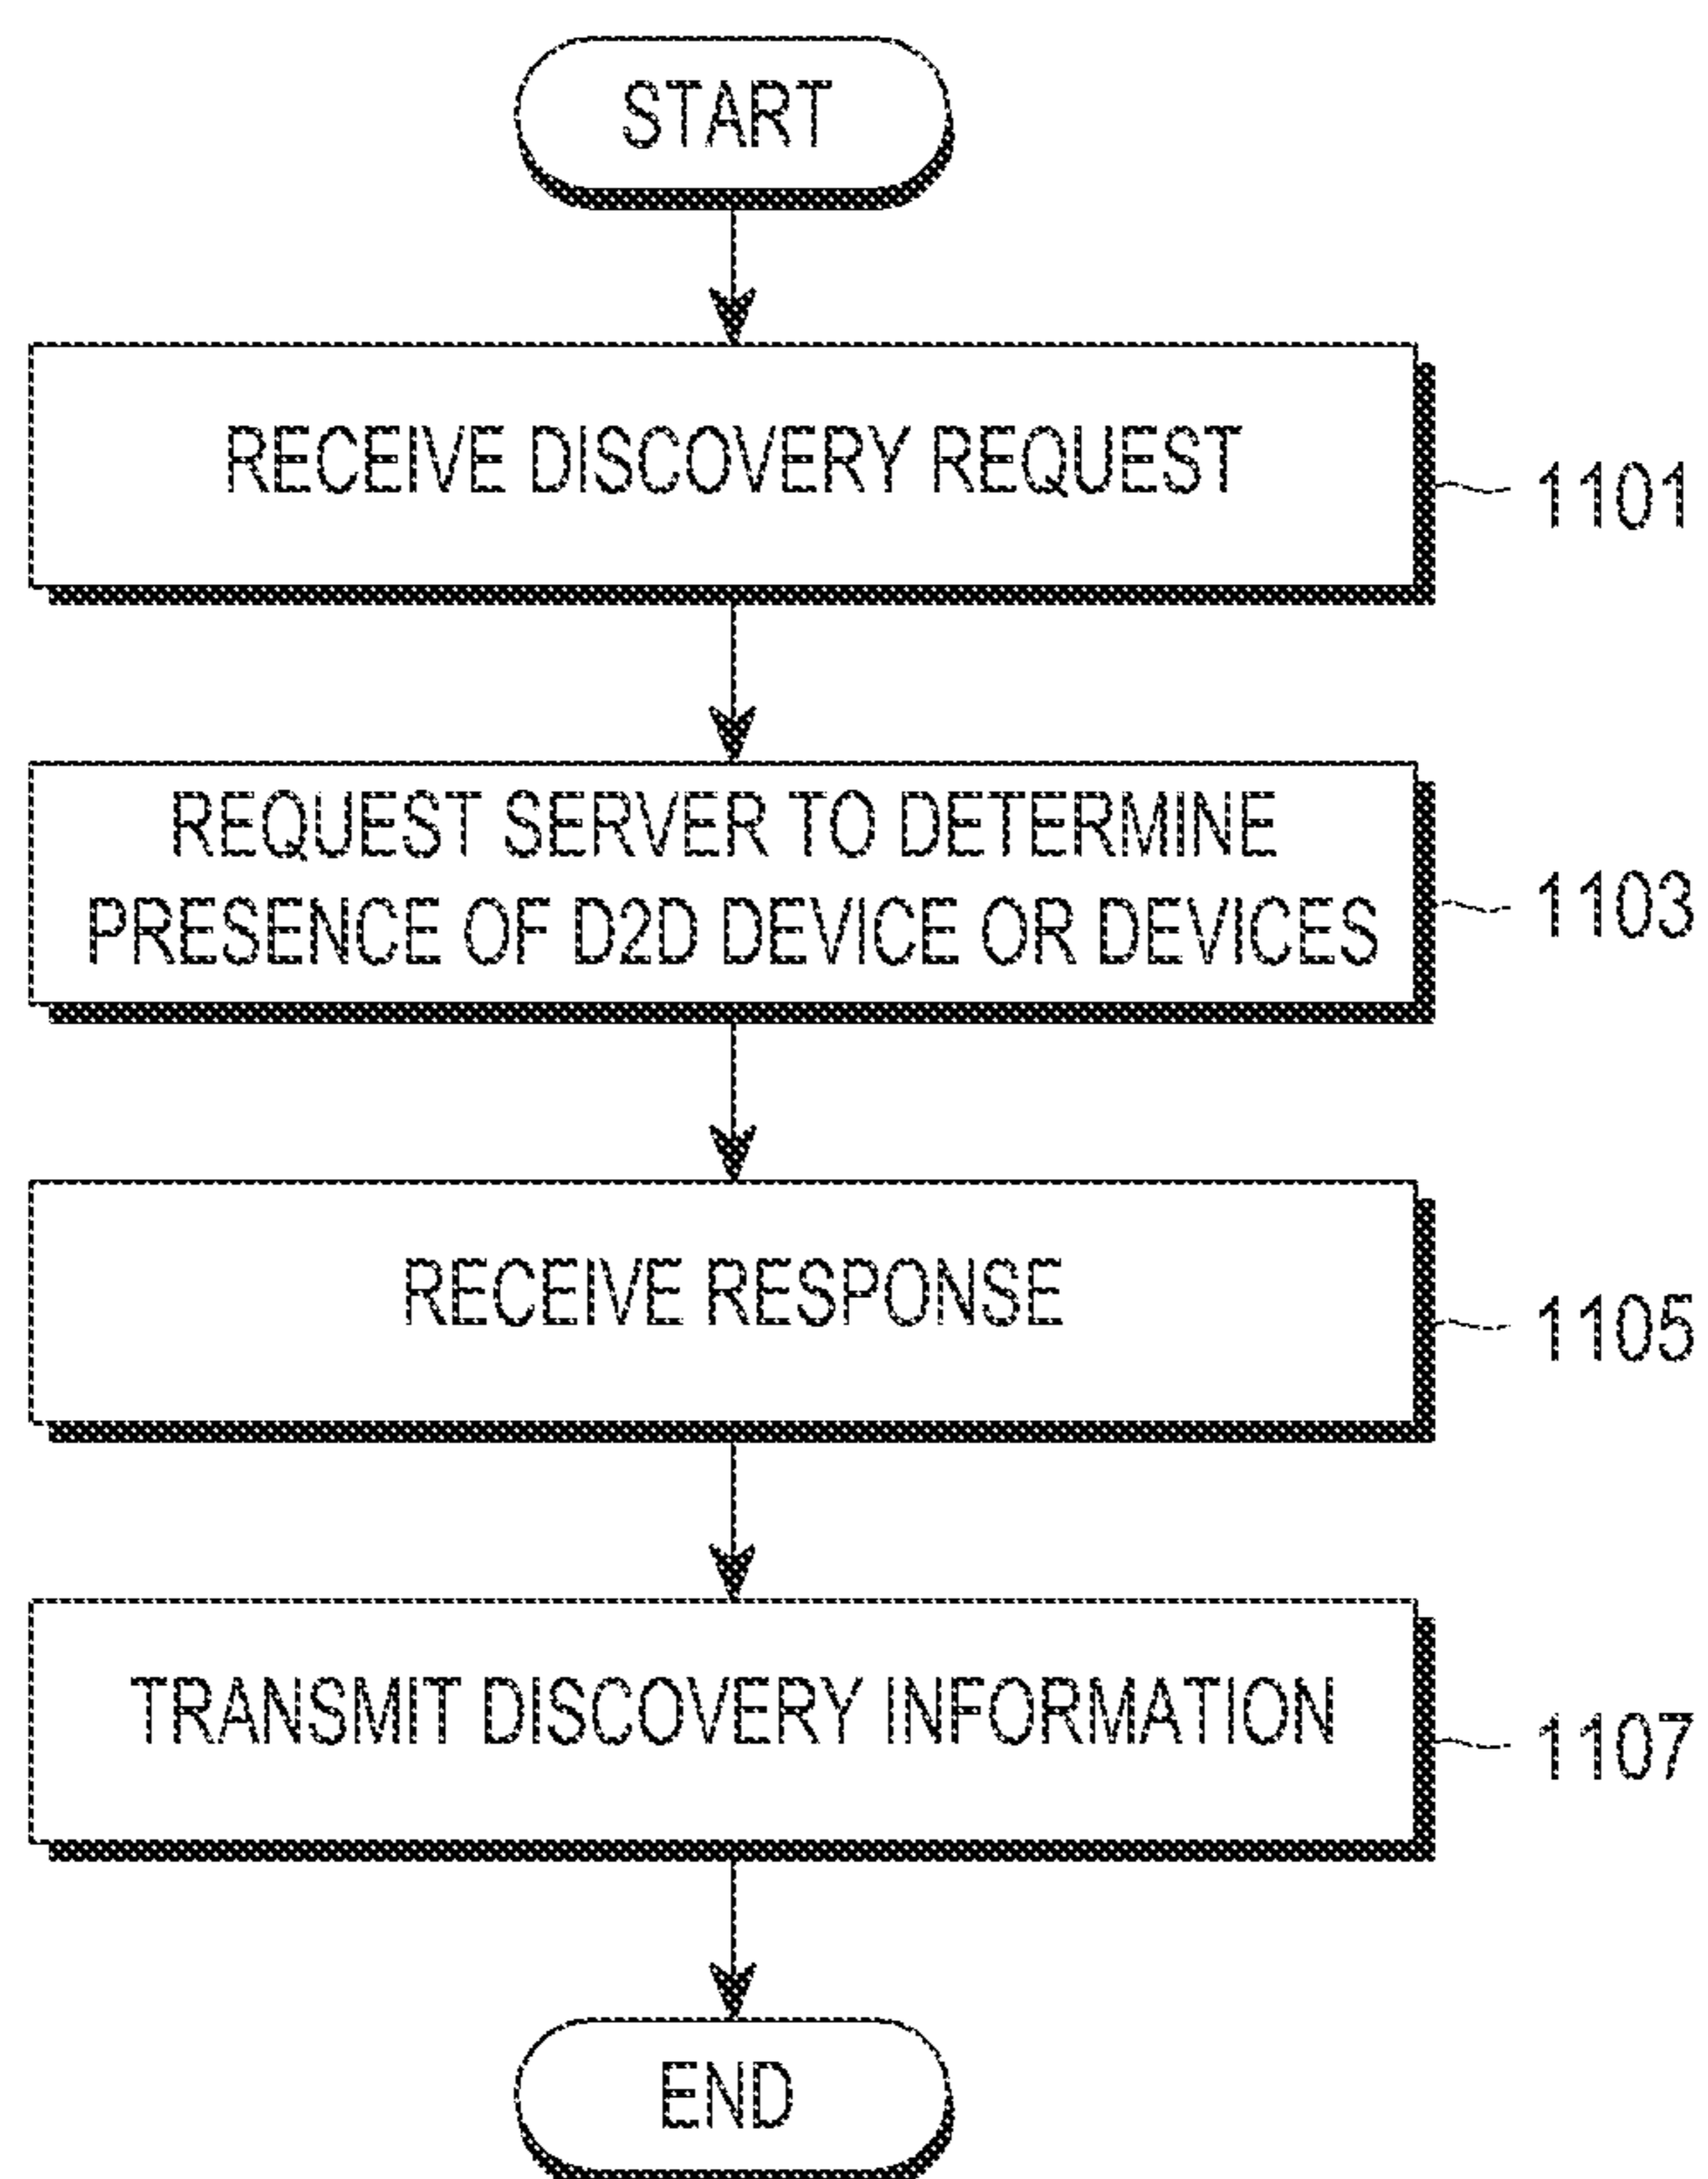 START
RECEIVE DISCOVERY REQUEST
1101
REQUEST SERVER TO DETERMINE
PRESENCE OF D2D DEVICE OR DEVICES
1103
RECEIVE RESPONSE
1105
TRANSMIT DISCOVERY INFORMATION
1107
END